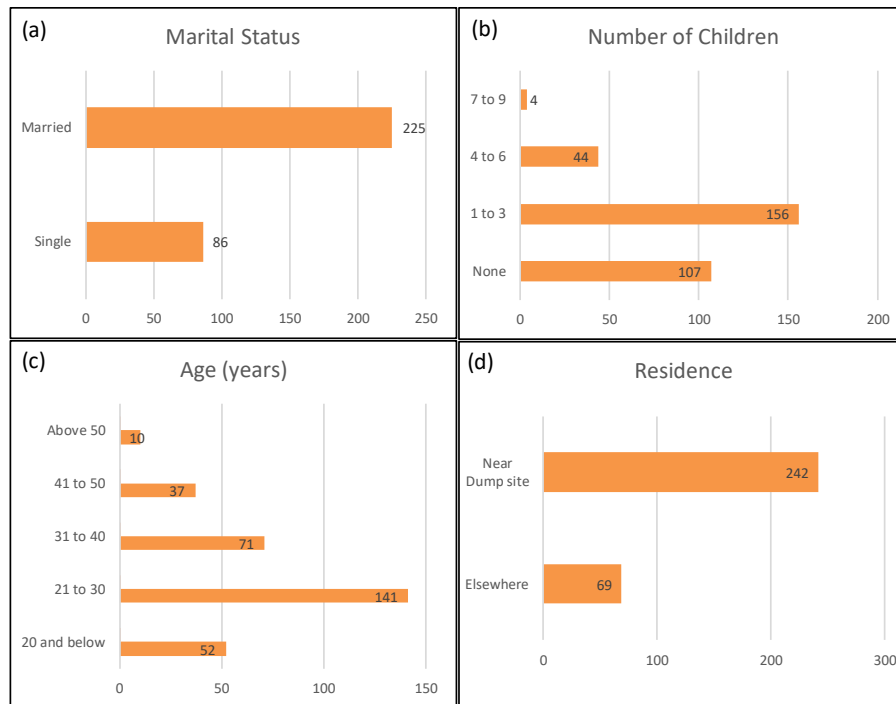 (a)
Marital Status
Married
225
Single
86
0 50 100 150 200 250
(b)
Number of Children
7 to 9
4
4 to 6
44
1 to 3
156
None
107
0 50 100 150 200
(c)
Age (years)
Above 50
10
41 to 50
37
31 to 40
71
21 to 30
141
20 and below
52
0 50 100 150
(d)
Residence
Near
Dump site
242
Elsewhere
69
0 100 200 300